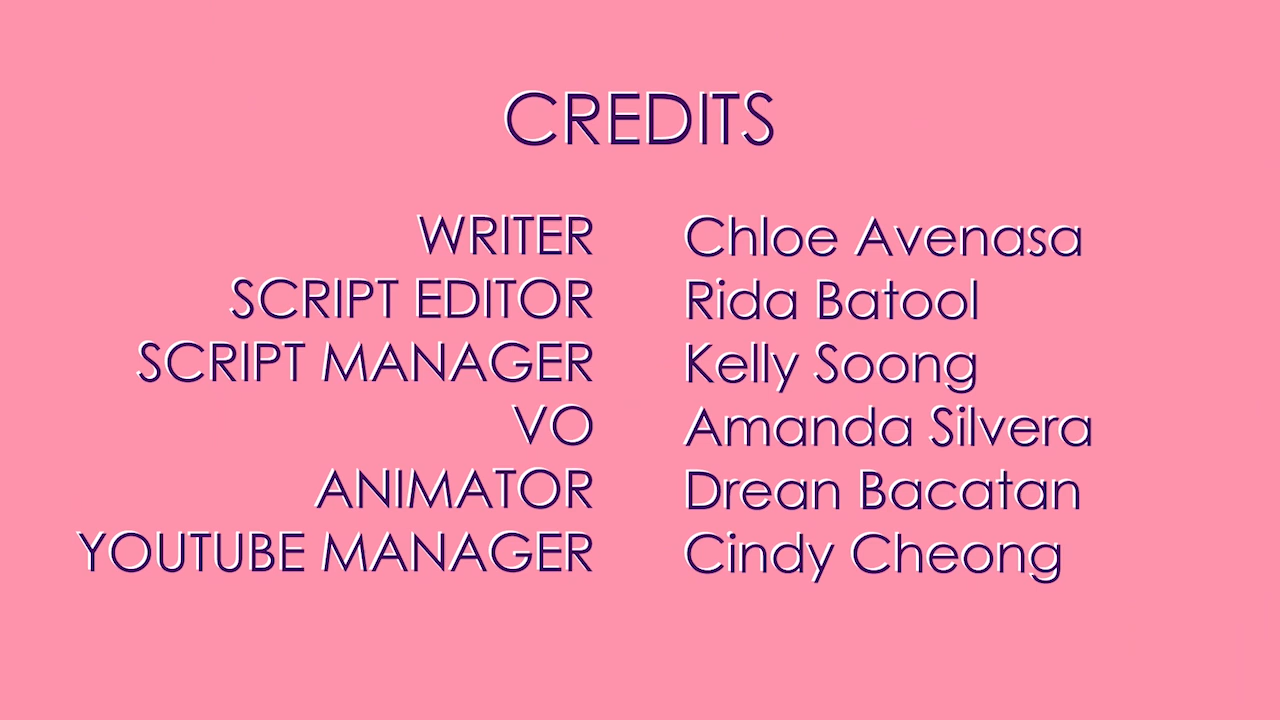 CREDITS
WRITER Chloe Avenasa
SCRIPT EDITOR Rida Batool
SCRIPT MANAGER Kelly Soong
VO Amanda Silvera
ANIMATOR Drean Bacatan
YOUTUBE MANAGER Cindy Cheong